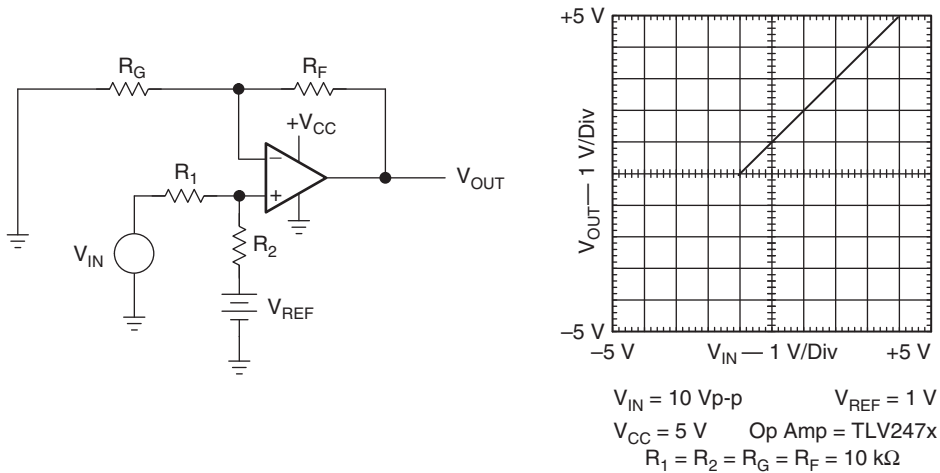 R_G
R_F
+V_CC
R_1
−
+
V_OUT
V_IN
R_2
V_REF
+5 V
V_OUT — 1 V/Div
–5 V
–5 V
V_IN — 1 V/Div
+5 V
V_IN = 10 Vp-p V_REF = 1 V
V_CC = 5 V Op Amp = TLV247x
R_1 = R_2 = R_G = R_F = 10 kΩ